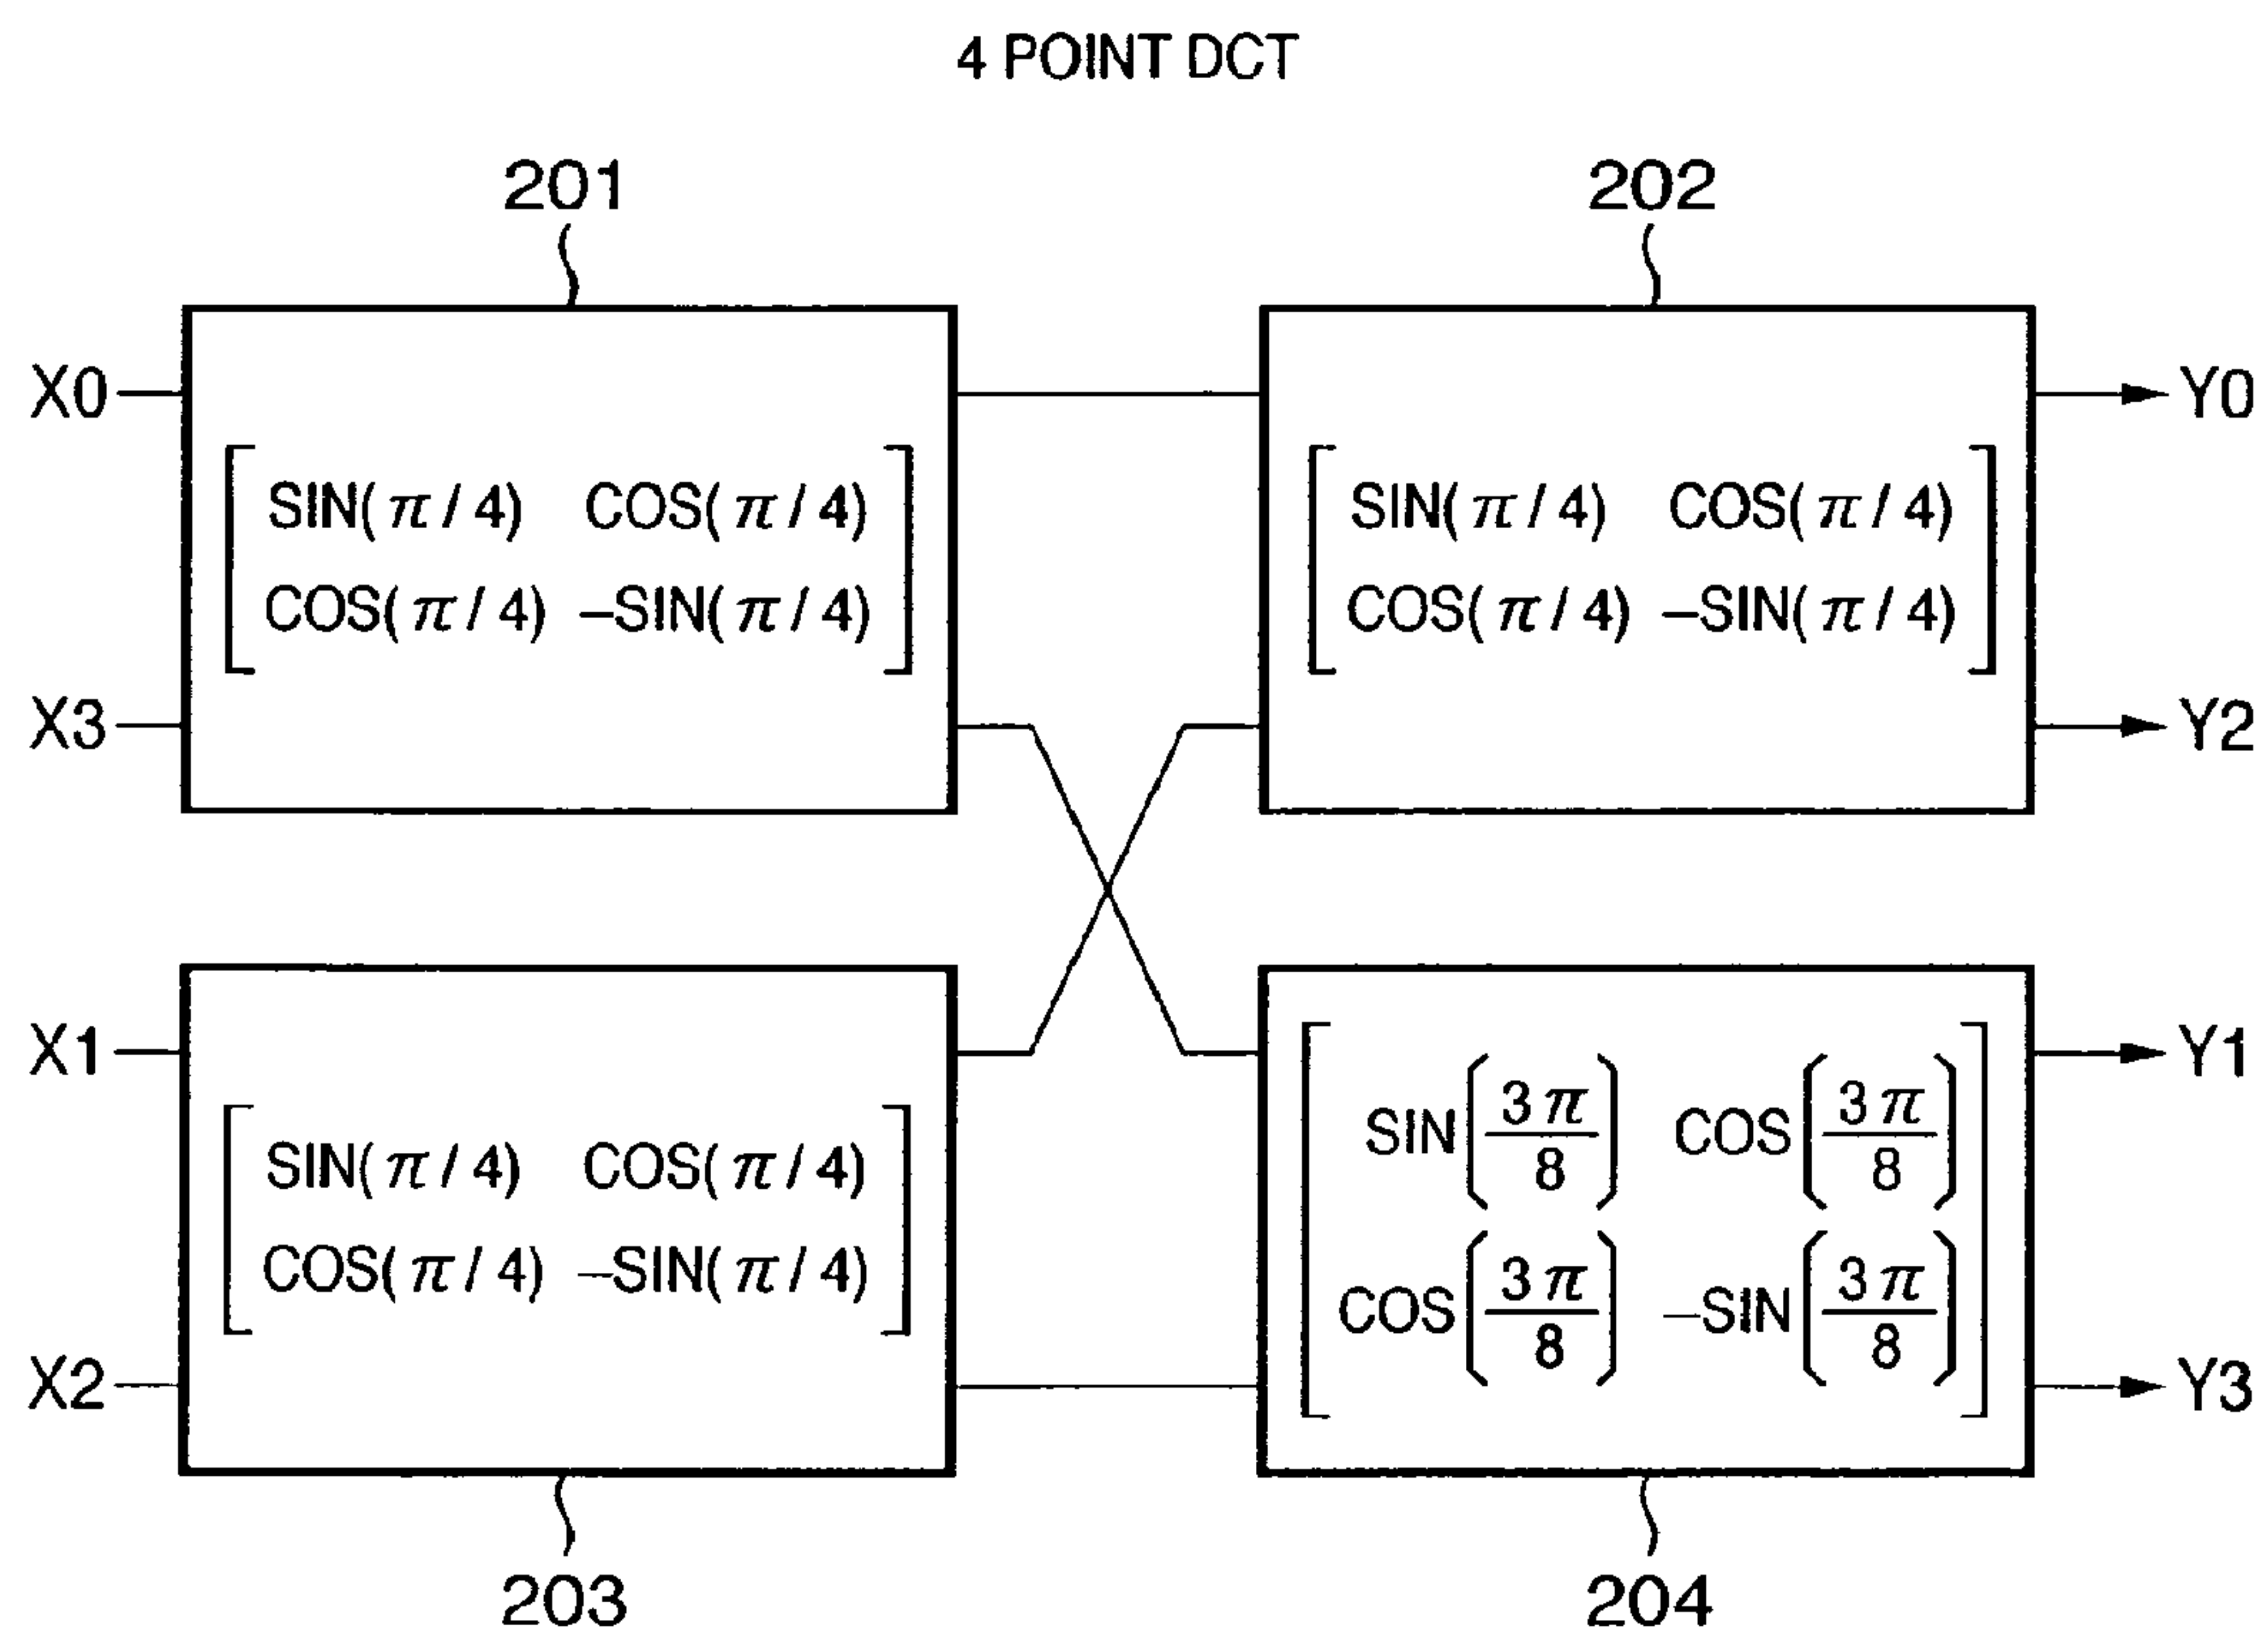 4 POINT DCT
201
202
X0
X3
SIN(π/4) COS(π/4)
COS(π/4) –SIN(π/4)
SIN(π/4) COS(π/4)
COS(π/4) –SIN(π/4)
Y0
Y2
X1
X2
SIN(π/4) COS(π/4)
COS(π/4) –SIN(π/4)
SIN(3π/8) COS(3π/8)
COS(3π/8) –SIN(3π/8)
Y1
Y3
203
204